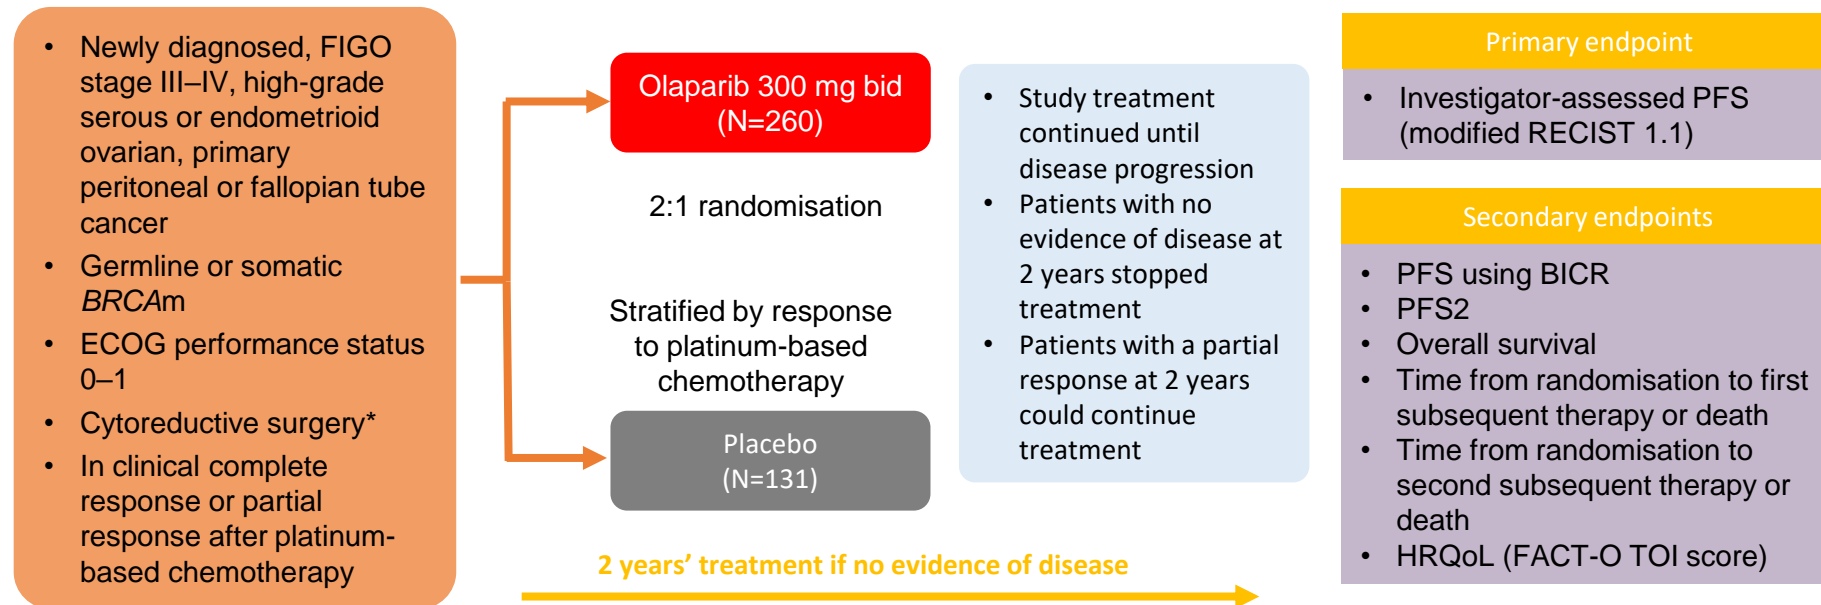 • Newly diagnosed, FIGO
stage III–IV, high-grade
serous or endometrioid
ovarian, primary
peritoneal or fallopian tube
cancer
• Germline or somatic
BRCAm
• ECOG performance status
0–1
• Cytoreductive surgery*
• In clinical complete
response or partial
response after platinum-
based chemotherapy
Olaparib 300 mg bid
(N=260)
2:1 randomisation
Stratified by response
to platinum-based
chemotherapy
Placebo
(N=131)
2 years’ treatment if no evidence of disease
• Study treatment
continued until
disease progression
• Patients with no
evidence of disease at
2 years stopped
treatment
• Patients with a partial
response at 2 years
could continue
treatment
Primary endpoint
• Investigator-assessed PFS
(modified RECIST 1.1)
Secondary endpoints
• PFS using BICR
• PFS2
• Overall survival
• Time from randomisation to first
subsequent therapy or death
• Time from randomisation to
second subsequent therapy or
death
• HRQoL (FACT-O TOI score)